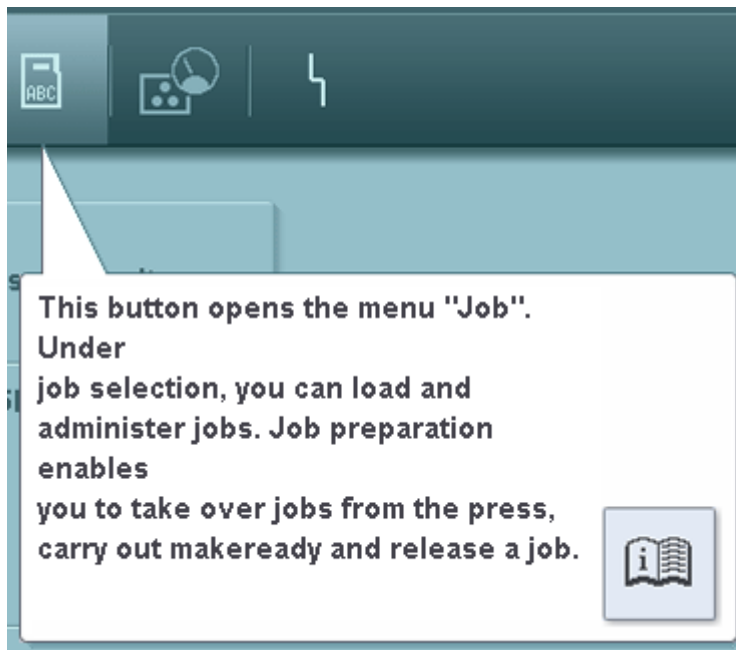 ABC
This button opens the menu "Job".
Under
job selection, you can load and
administer jobs. Job preparation
enables
you to take over jobs from the press,
carry out makeready and release a job.
i